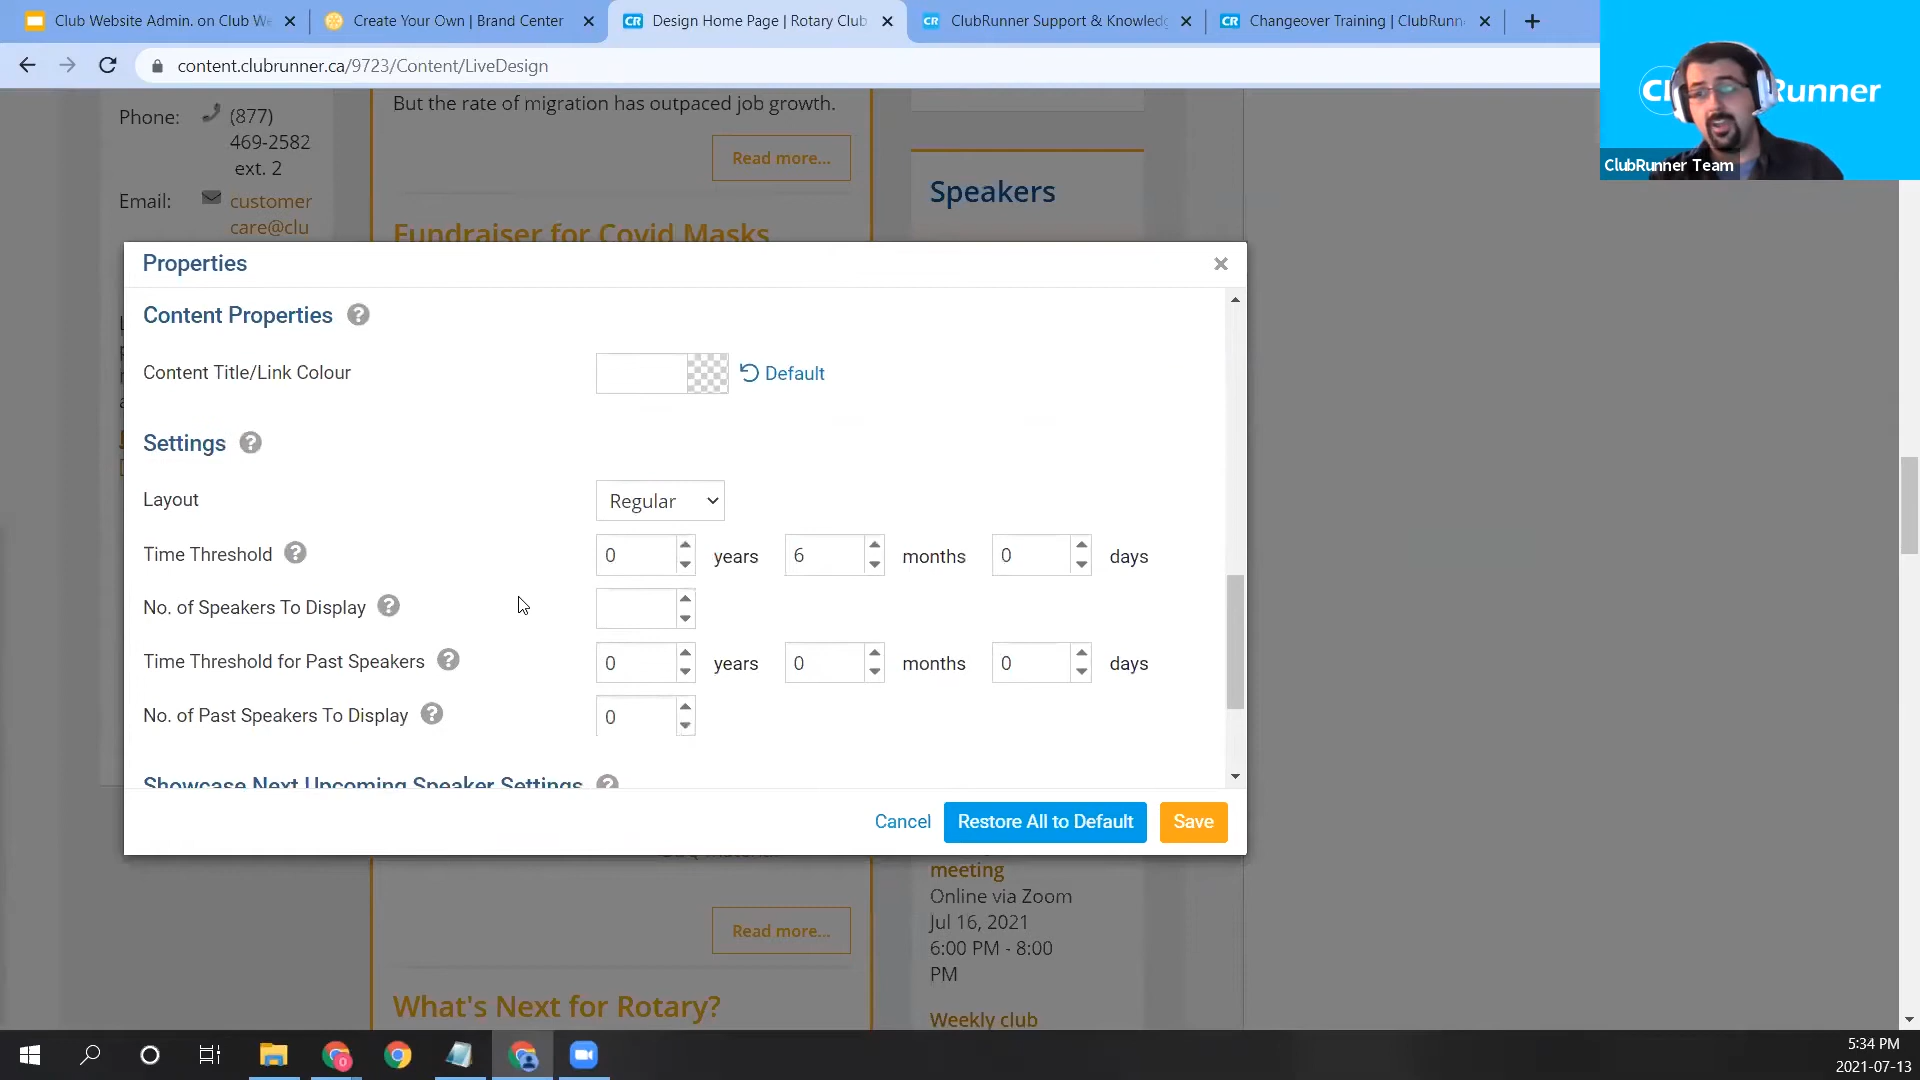 Club Website Admin. on Club We
Create Your Own | Brand Center
Design Home Page | Rotary Club
ClubRunner Support & Knowledg
Changeover Training | ClubRunn
content.clubrunner.ca/9723/Content/LiveDesign
Runner
ClubRunner Team
Phone:
(877)
469-2582
ext. 2
Email:
customer
care@clu
But the rate of migration has outpaced job growth.
Read more...
Fundraiser for Covid Masks
Speakers
Properties
Content Properties
Content Title/Link Colour
Default
Settings
Layout
Regular
Time Threshold
0 years 6 months 0 days
No. of Speakers To Display
Time Threshold for Past Speakers
0 years 0 months 0 days
No. of Past Speakers To Display
0
Showcase Next Upcoming Speaker Settings
Cancel
Restore All to Default
Save
Read more...
What's Next for Rotary?
meeting
Online via Zoom
Jul 16, 2021
6:00 PM - 8:00
PM
Weekly club
5:34 PM
2021-07-13